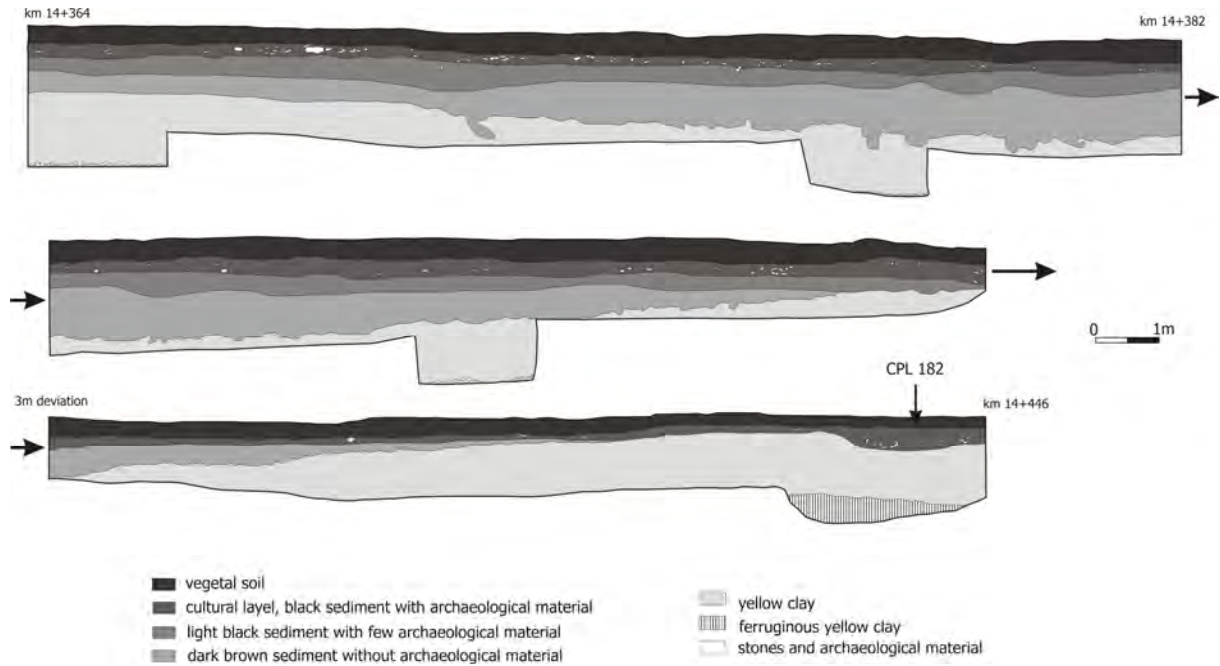 km 14+364
km 14+382
0 1m
CPL 182
3m deviation
km 14+446
vegetal soil
cultural layel, black sediment with archaeological material
light black sediment with few archaeological material
dark brown sediment without archaeological material
yellow clay
ferruginous yellow clay
stones and archaeological material